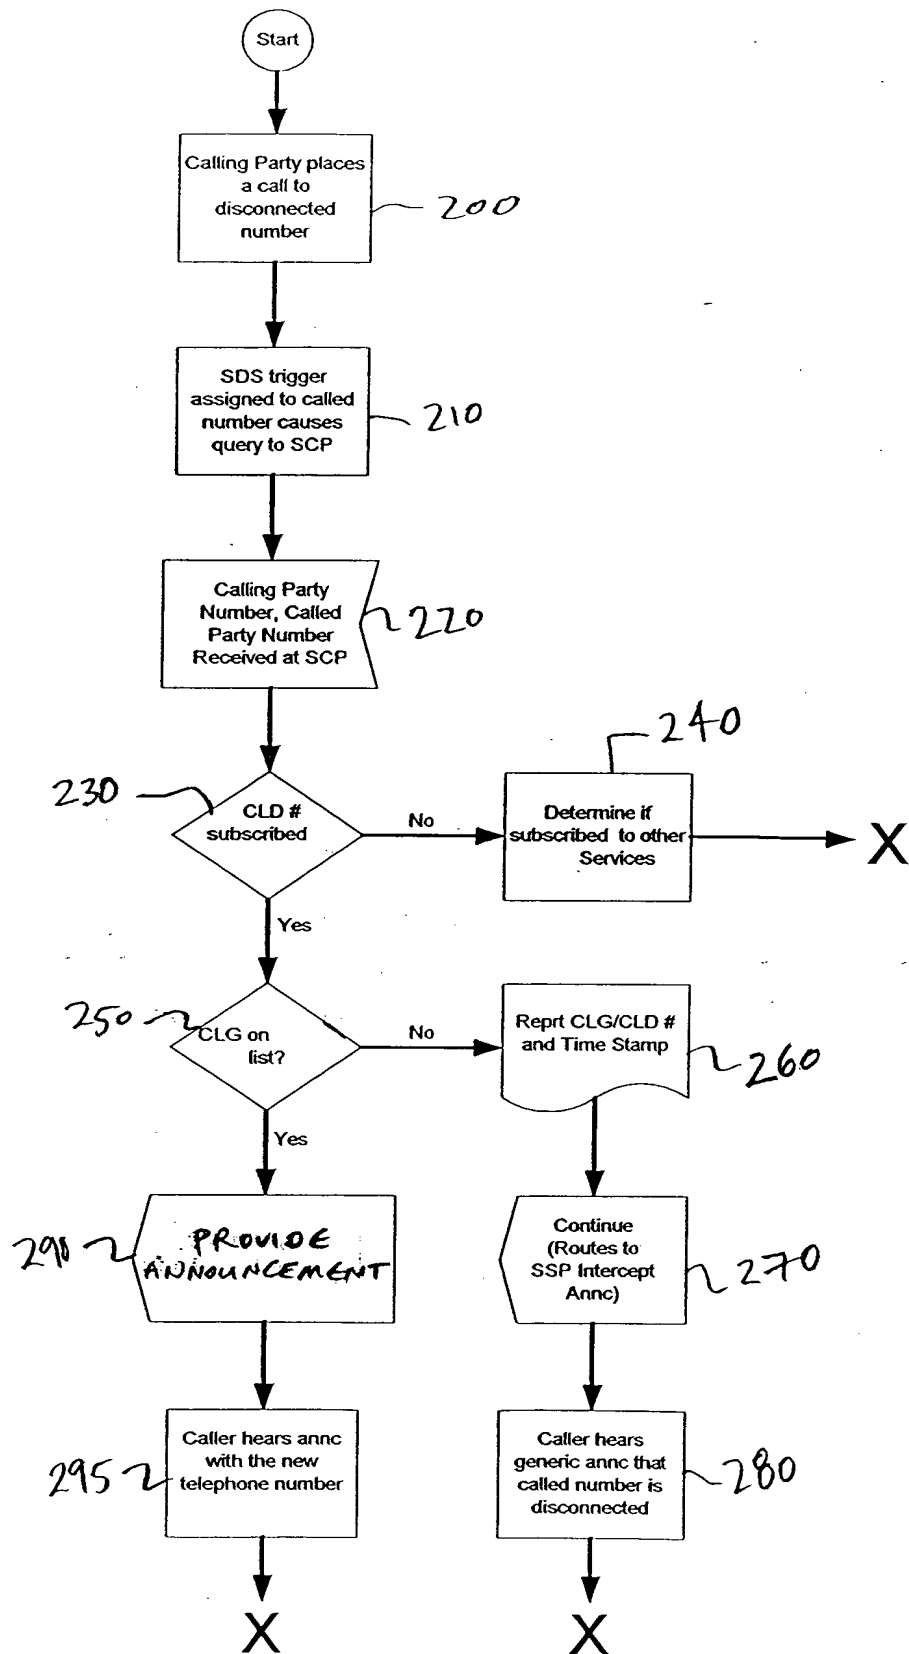 Start
Calling Party places
a call to
disconnected
number
200
SDS trigger
assigned to called
number causes
query to SCP
210
Calling Party
Number, Called
Party Number
Received at SCP
220
230
CLD #
subscribed
No
240
Determine if
subscribed to other
Services
X
Yes
250
CLG on
list?
No
Reprt CLG/CLD #
and Time Stamp
260
Yes
290
PROVIDE
ANNOUNCEMENT
Continue
(Routes to
SSP Intercept
Annc)
270
295
Caller hears annc
with the new
telephone number
Caller hears
generic annc that
called number is
disconnected
280
X
X